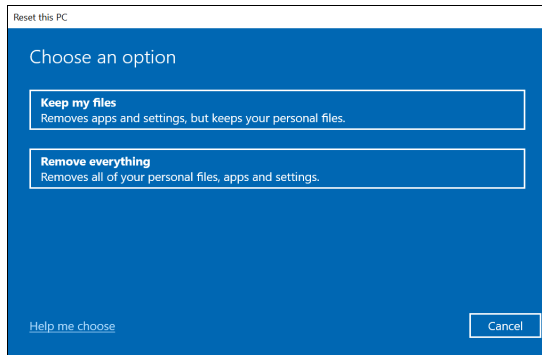 Reset this PC
Choose an option
Keep my files
Removes apps and settings, but keeps your personal files.
Remove everything
Removes all of your personal files, apps and settings.
Help me choose
Cancel